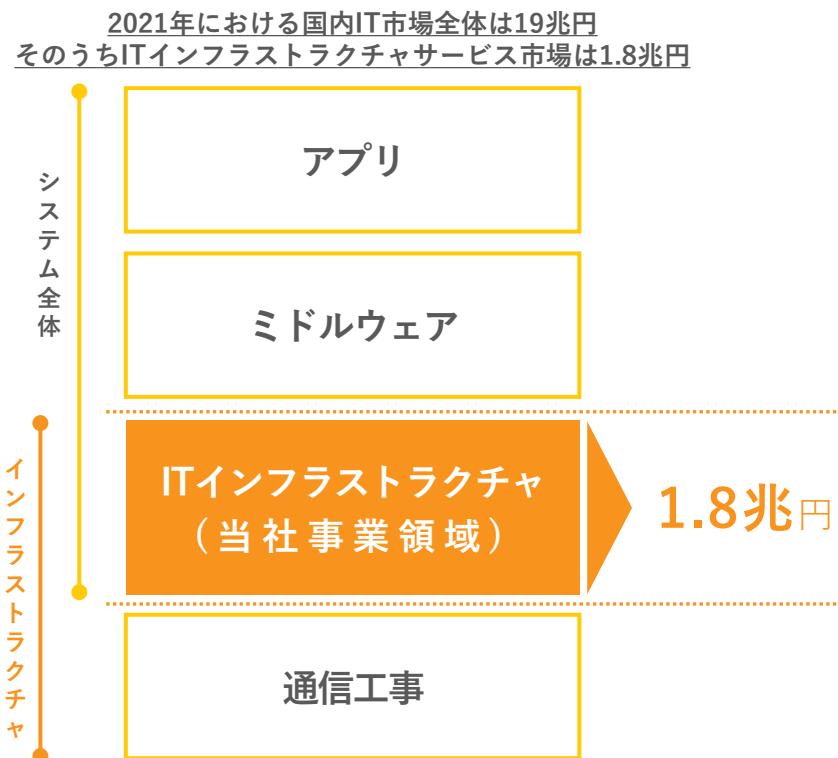 2021年における国内IT市場全体は19兆円
そのうちITインフラストラクチャサービス市場は1.8兆円
システム全体
アプリ
ミドルウェア
インフラストラクチャ
ITインフラストラクチャ
（当社事業領域）
1.8兆円
通信工事